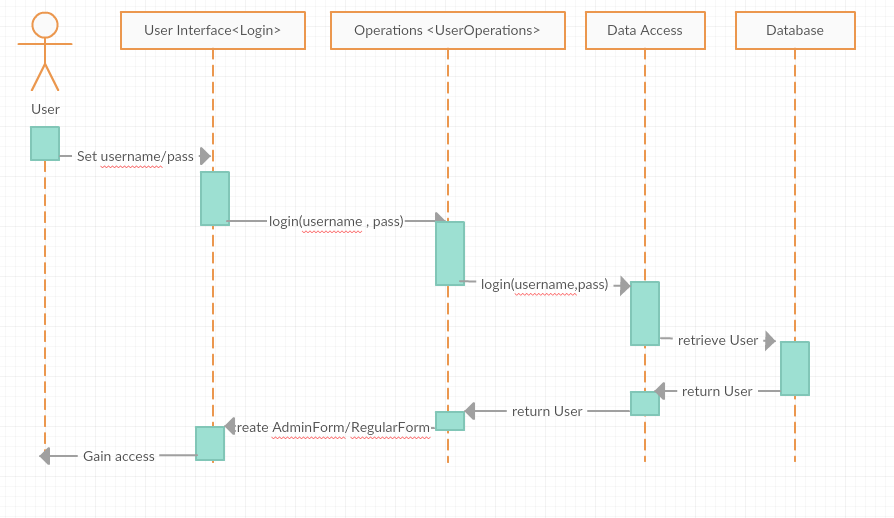 User Interface<Login>
Operations <UserOperations>
Data Access
Database
User
Set username/pass
login(username , pass)
login(username,pass)
retrieve User
return User
return User
reate AdminForm/RegularForm
Gain access